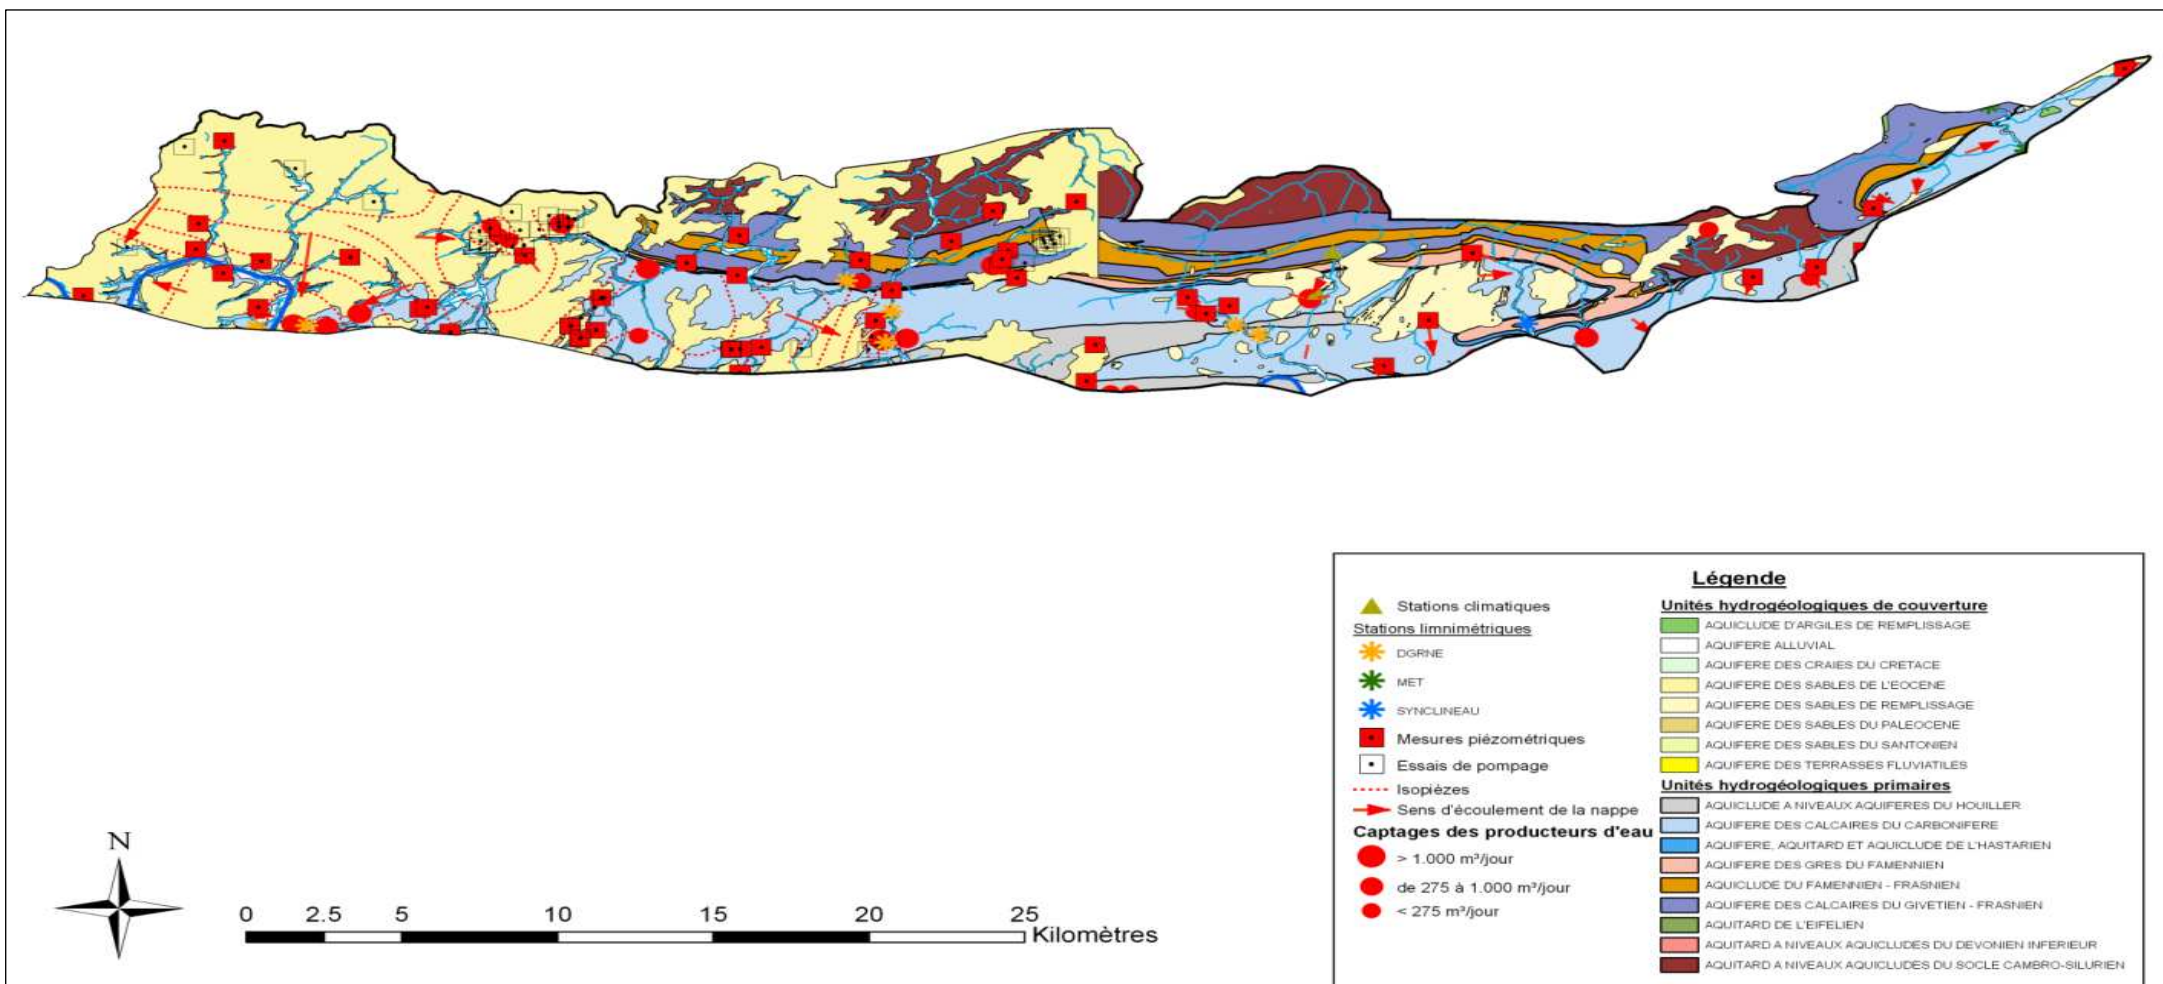 Légende
Stations climatiques
Stations limnimétriques
DGRNE
MET
SYNCLINEAU
Mesures piézométriques
Essais de pompage
Isopièzes
Sens d'écoulement de la nappe
Captages des producteurs d'eau
> 1.000 m³/jour
de 275 à 1.000 m³/jour
< 275 m³/jour
Unités hydrogéologiques de couverture
AQUICLUDE D'ARGILES DE REMPLISSAGE
AQUIFERE ALLUVIAL
AQUIFERE DES CRAIES DU CRETACE
AQUIFERE DES SABLES DE L'EOCENE
AQUIFERE DES SABLES DE REMPLISSAGE
AQUIFERE DES SABLES DU PALEOCENE
AQUIFERE DES SABLES DU SANTONIEN
AQUIFERE DES TERRASSES FLUVIATILES
Unités hydrogéologiques primaires
AQUICLUDE A NIVEAUX AQUIFERES DU HOUILLER
AQUIFERE DES CALCAIRES DU CARBONIFERE
AQUIFERE, AQUITARD ET AQUICLUDE DE L'HASTARIEN
AQUIFERE DES GRES DU FAMENNIEN
AQUICLUDE DU FAMENNIEN - FRASNIEN
AQUIFERE DES CALCAIRES DU GIVETIEN - FRASNIEN
AQUITARD DE L'EIFELIEN
AQUITARD A NIVEAUX AQUICLUDES DU DEVONIEN INFERIEUR
AQUITARD A NIVEAUX AQUICLUDES DU SOCLE CAMBRO-SILURIEN
N
0 2.5 5 10 15 20 25
Kilomètres